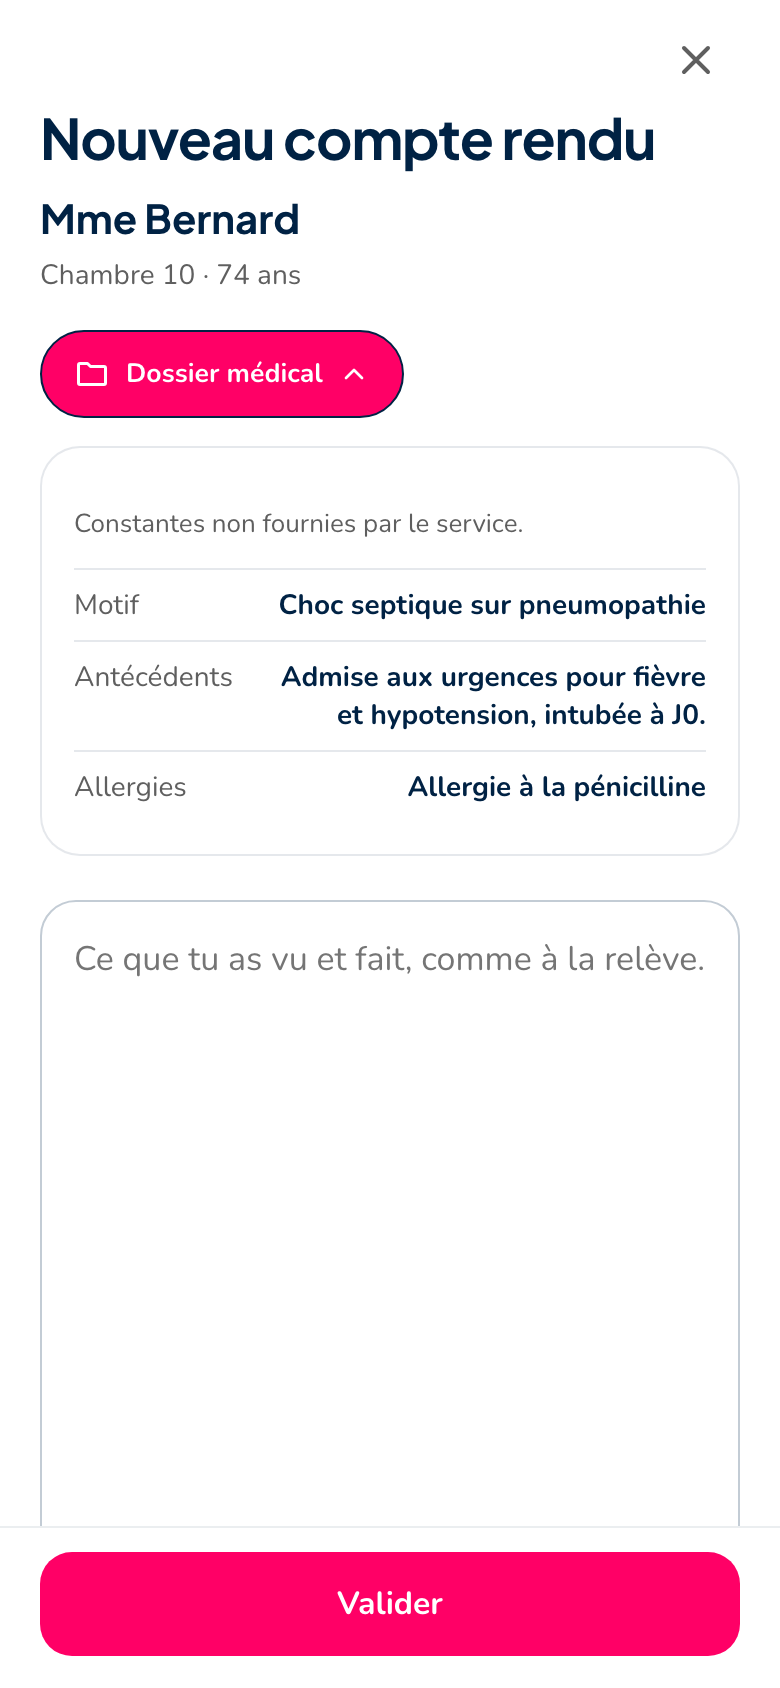 Nouveau compte rendu
Mme Bernard
Chambre 10 · 74 ans
Dossier médical
Constantes non fournies par le service.
Motif Choc septique sur pneumopathie
Antécédents Admise aux urgences pour fièvre
et hypotension, intubée à J0.
Allergies Allergie à la pénicilline
Ce que tu as vu et fait, comme à la relève.
Valider